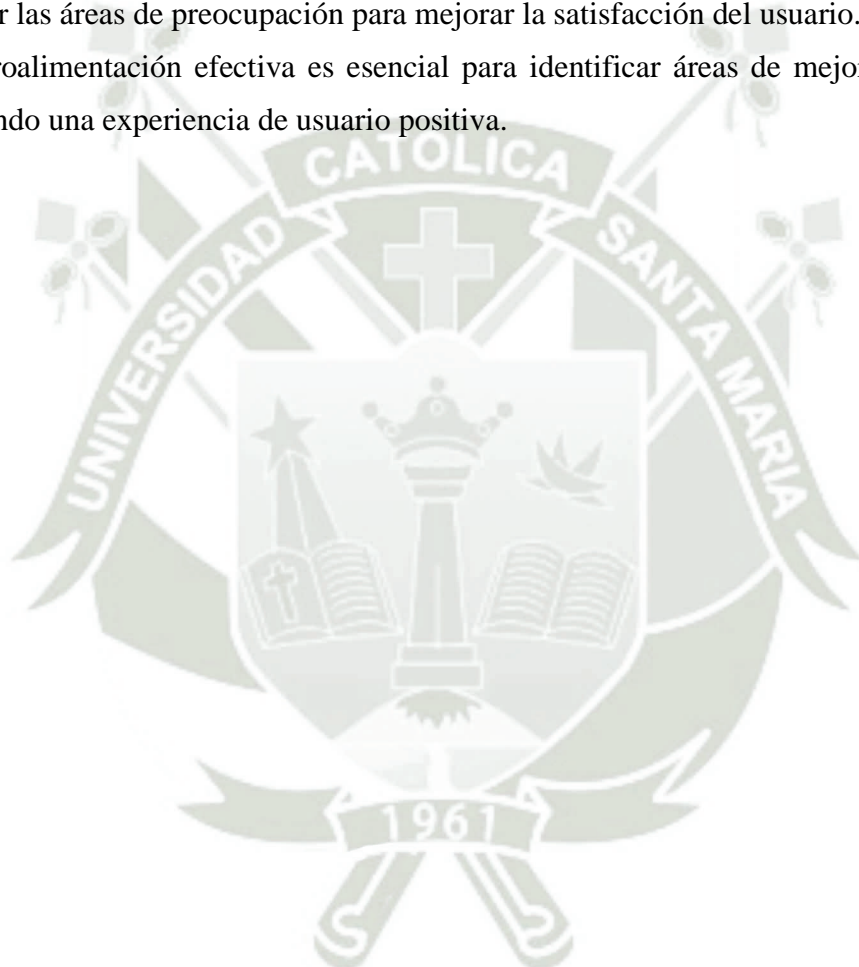 r las áreas de preocupación para mejorar la satisfacción del usuario.
roalimentación efectiva es esencial para identificar áreas de mejor
ndo una experiencia de usuario positiva.
UNIVERSIDAD CATOLICA SANTA MARIA
1961